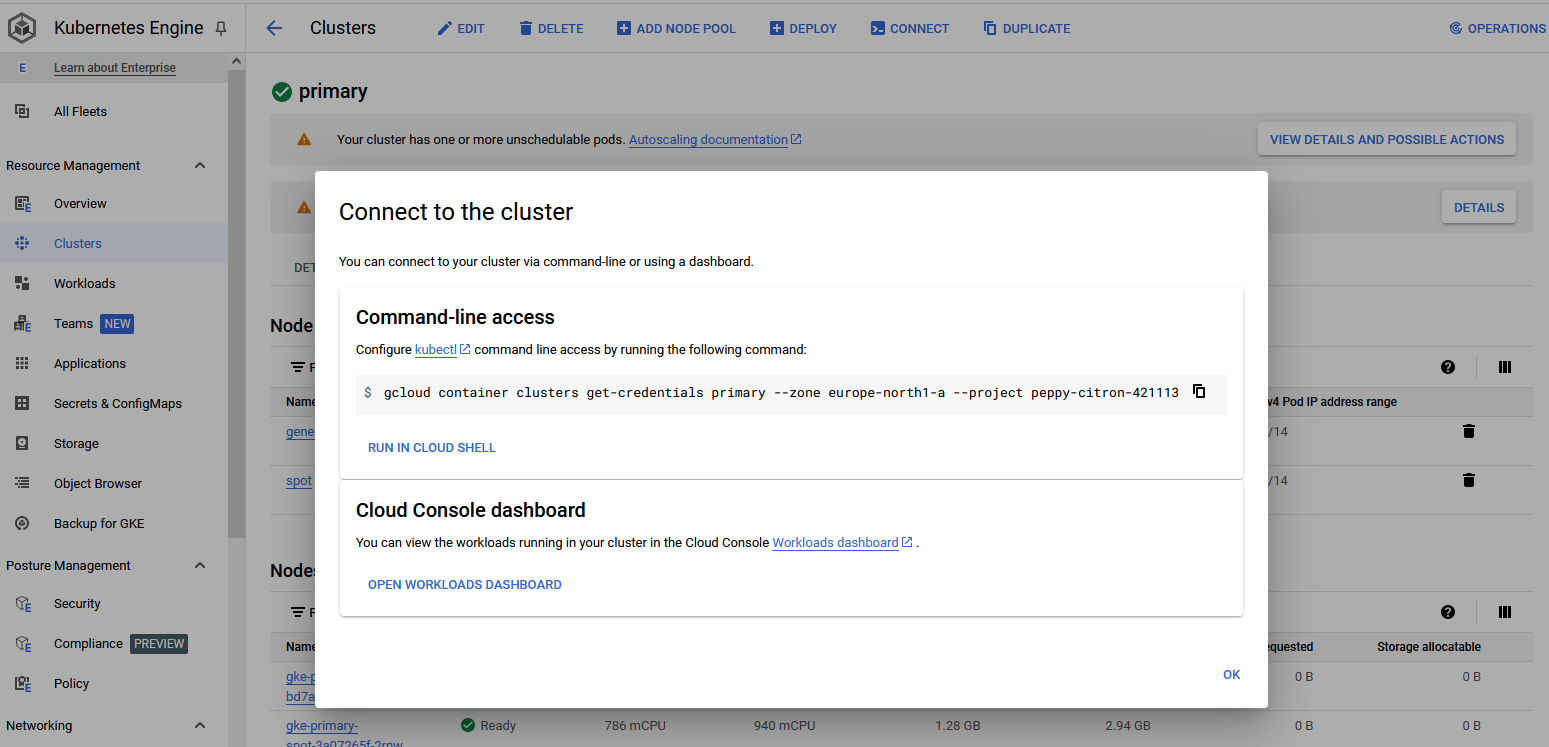 Kubernetes Engine
Clusters
EDIT
DELETE
ADD NODE POOL
DEPLOY
CONNECT
DUPLICATE
OPERATIONS
E
Learn about Enterprise
All Fleets
Resource Management
Overview
Clusters
Workloads
Teams NEW
Applications
Secrets & ConfigMaps
Storage
Object Browser
Backup for GKE
Posture Management
Security
Compliance PREVIEW
Policy
Networking
primary
Your cluster has one or more unschedulable pods. Autoscaling documentation
VIEW DETAILS AND POSSIBLE ACTIONS
DETAILS
DET
Connect to the cluster
You can connect to your cluster via command-line or using a dashboard.
Command-line access
Configure kubectl command line access by running the following command:
$ gcloud container clusters get-credentials primary --zone europe-north1-a --project peppy-citron-421113
RUN IN CLOUD SHELL
Cloud Console dashboard
You can view the workloads running in your cluster in the Cloud Console Workloads dashboard .
OPEN WORKLOADS DASHBOARD
OK
Node
F
Name
v4 Pod IP address range
gene
/14
spot
/14
Nodes
F
Name
equested
Storage allocatable
gke-p
bd7a
0 B
0 B
gke-primary-
spot-3a07265f-2rnw
Ready
786 mCPU
940 mCPU
1.28 GB
2.94 GB
0 B
0 B